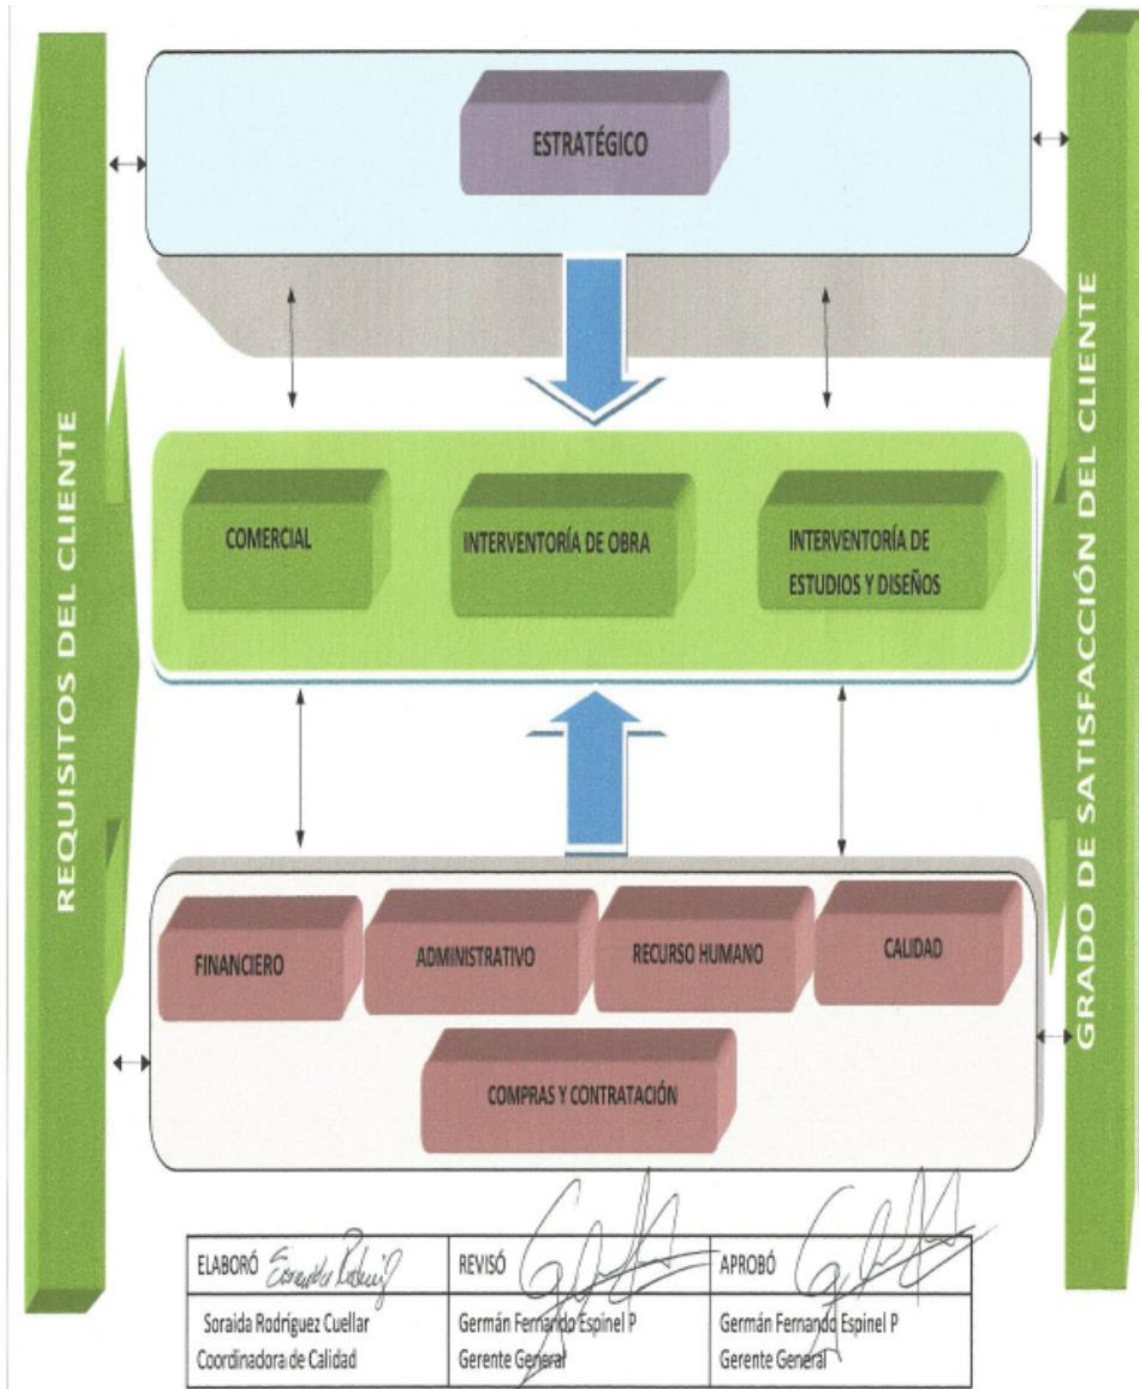 ESTRATÉGICO
REQUISITOS DEL CLIENTE
GRADO DE SATISFACCIÓN DEL CLIENTE
COMERCIAL
INTERVENTORÍA DE OBRA
INTERVENTORÍA DE
ESTUDIOS Y DISEÑOS
FINANCIERO
ADMINISTRATIVO
RECURSO HUMANO
CALIDAD
COMPRAS Y CONTRATACIÓN
ELABORÓ
REVISÓ
APROBÓ
Soraida Rodríguez Cuellar
Coordinadora de Calidad
Germán Fernando Espinel P
Gerente General
Germán Fernando Espinel P
Gerente General